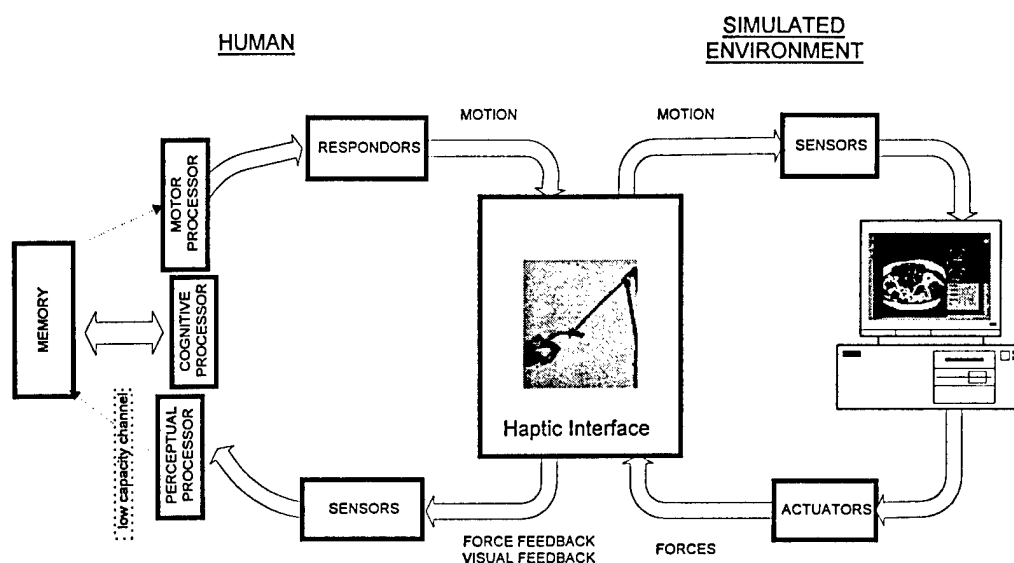 HUMAN
SIMULATED
ENVIRONMENT
MOTION
MOTION
RESPONDORS
SENSORS
MOTOR
PROCESSOR
MEMORY
COGNITIVE
PROCESSOR
Haptic Interface
low capacity channel
PERCEPTUAL
PROCESSOR
SENSORS
ACTUATORS
FORCE FEEDBACK
VISUAL FEEDBACK
FORCES